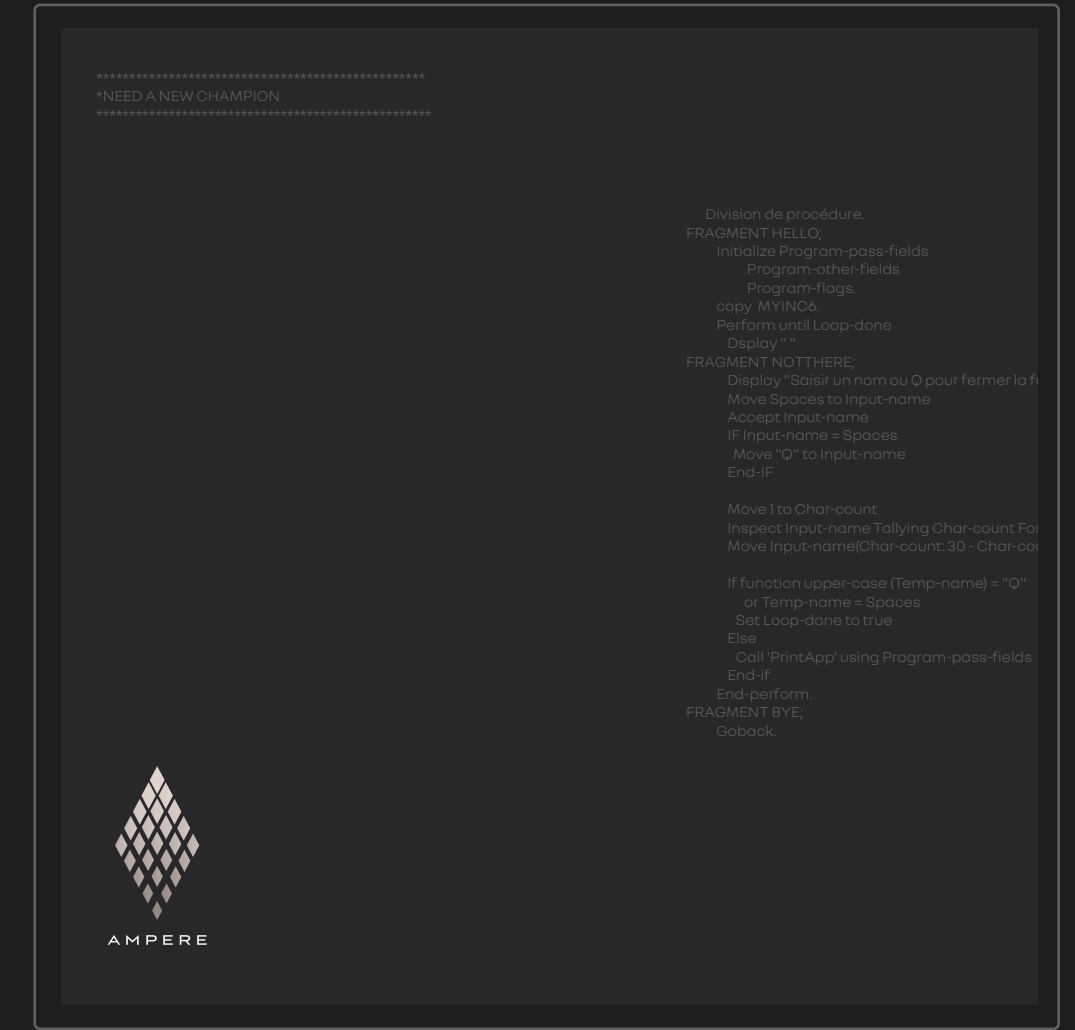 **************************************************
*NEED A NEW CHAMPION
***************************************************
Division de procédure.
FRAGMENT HELLO;
Initialize Program-pass-fields
Program-other-fields
Program-flags.
copy MYINC6.
Perform until Loop-done
Dsplay " "
FRAGMENT NOTTHERE;
Display "Saisir un nom ou Q pour fermer la
Move Spaces to Input-name
Accept Input-name
IF Input-name = Spaces
Move "Q" to Input-name
End-IF
Move 1 to Char-count
Inspect Input-name Tallying Char-count
Move Input-name(Char-count: 30 -
If function upper-case (Temp-name) = "Q"
or Temp-name = Spaces
Set Loop-done to true
Else
Call 'PrintApp' using Program-pass-fields
End-if
End-perform.
FRAGMENT BYE;
Goback.
AMPERE